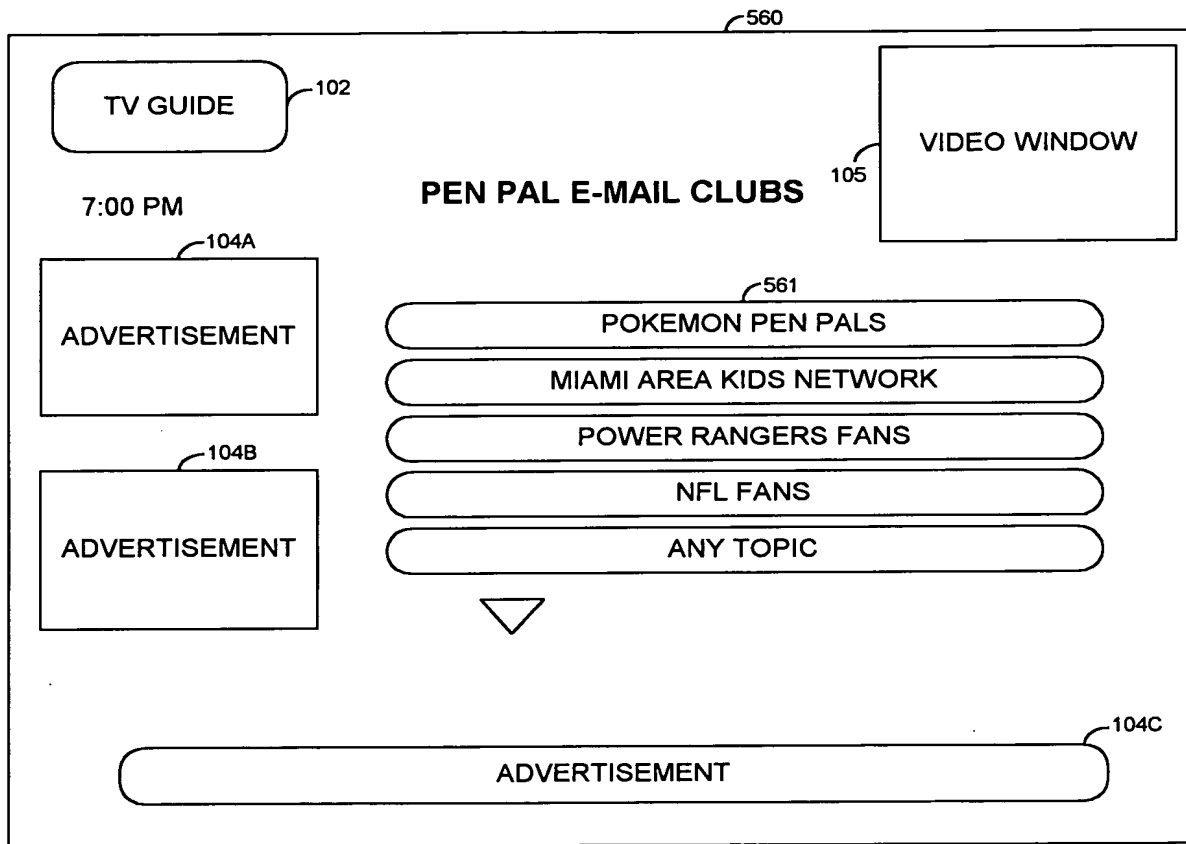 560
TV GUIDE
102
VIDEO WINDOW
105
PEN PAL E-MAIL CLUBS
7:00 PM
104A
ADVERTISEMENT
561
POKEMON PEN PALS
MIAMI AREA KIDS NETWORK
POWER RANGERS FANS
NFL FANS
ANY TOPIC
104B
ADVERTISEMENT
104C
ADVERTISEMENT